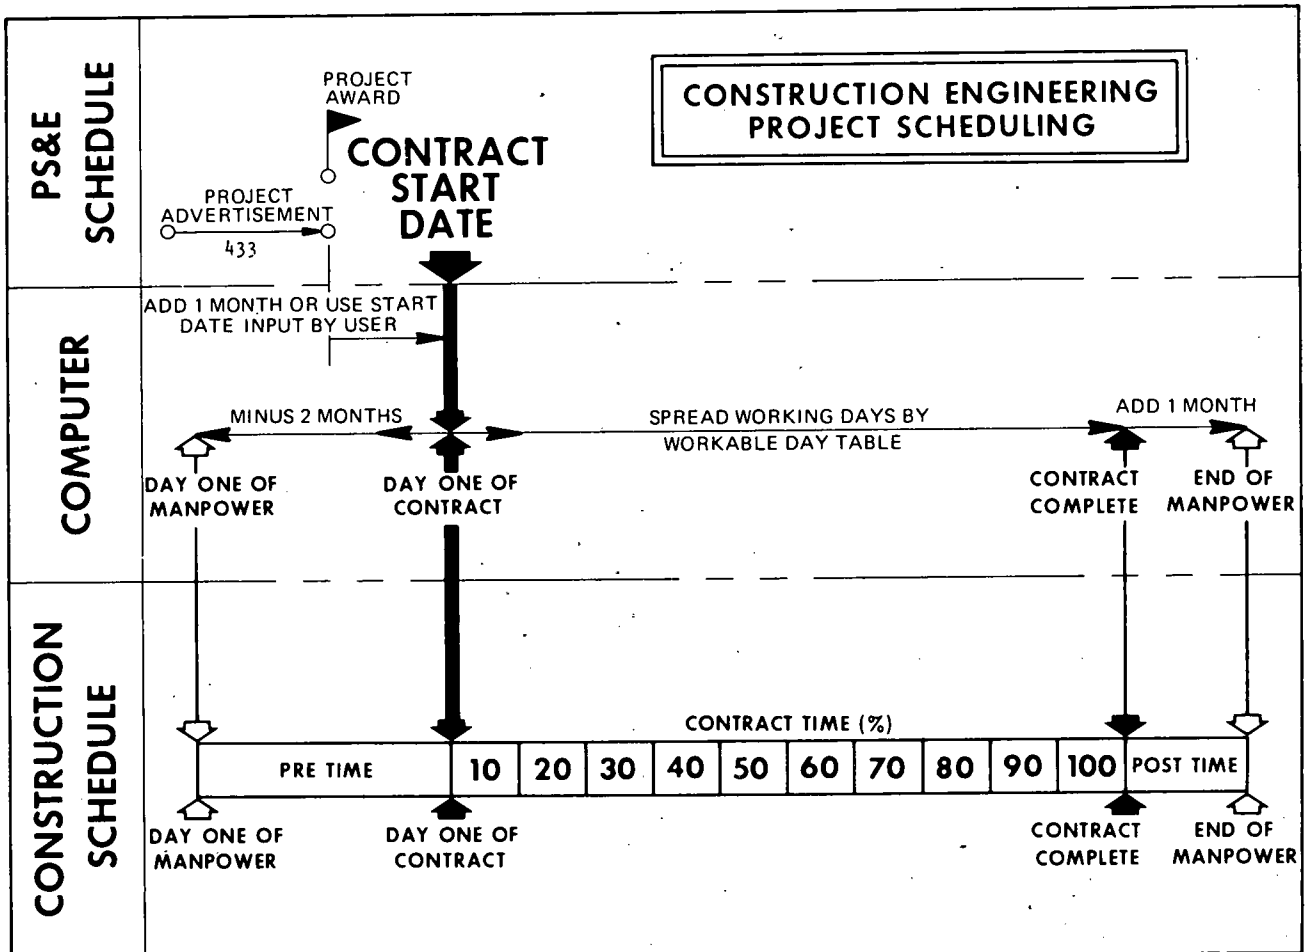 PS&E
SCHEDULE
PROJECT
AWARD
CONTRACT
START
DATE
PROJECT
ADVERTISEMENT
433
CONSTRUCTION ENGINEERING
PROJECT SCHEDULING
COMPUTER
ADD 1 MONTH OR USE START
DATE INPUT BY USER
MINUS 2 MONTHS
SPREAD WORKING DAYS BY
WORKABLE DAY TABLE
ADD 1 MONTH
DAY ONE OF
MANPOWER
DAY ONE OF
CONTRACT
CONTRACT
COMPLETE
END OF
MANPOWER
CONSTRUCTION
SCHEDULE
CONTRACT TIME (%)
PRE TIME 10 20 30 40 50 60 70 80 90 100 POST TIME
DAY ONE OF
MANPOWER
DAY ONE OF
CONTRACT
CONTRACT
COMPLETE
END OF
MANPOWER